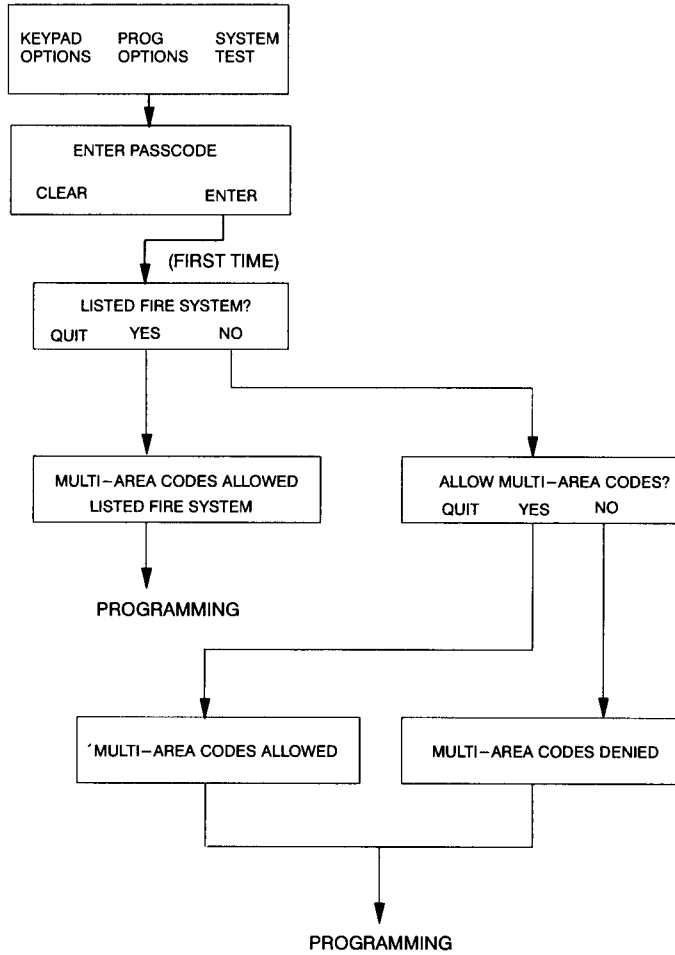 KEYPAD PROG SYSTEM
OPTIONS OPTIONS TEST
ENTER PASSCODE
CLEAR ENTER
(FIRST TIME)
LISTED FIRE SYSTEM?
QUIT YES NO
MULTI-AREA CODES ALLOWED
LISTED FIRE SYSTEM
ALLOW MULTI-AREA CODES?
QUIT YES NO
PROGRAMMING
MULTI-AREA CODES ALLOWED
MULTI-AREA CODES DENIED
PROGRAMMING